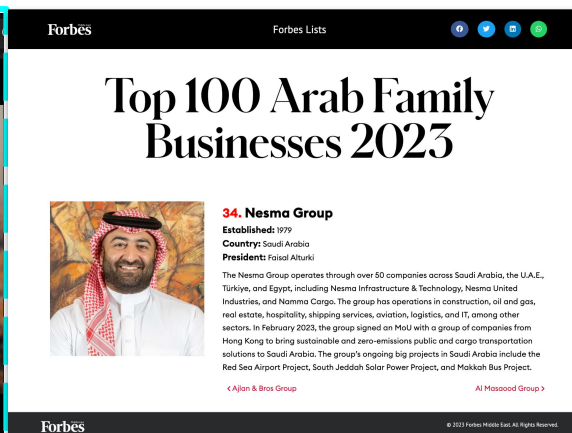 Forbes
Forbes Lists
Top 100 Arab Family
Businesses 2023
34. Nesma Group
Established: 1979
Country: Saudi Arabia
President: Faisal Alturki
The Nesma Group operates through over 50 companies across Saudi Arabia, the U.A.E.,
Türkiye, and Egypt, including Nesma Infrastructure & Technology, Nesma United
Industries, and Namma Cargo. The group has operations in construction, oil and gas,
real estate, hospitality, shipping services, aviation, logistics, and IT, among other
sectors. In February 2023, the group signed an MoU with a group of companies from
Hong Kong to bring sustainable and zero-emissions public and cargo transportation
solutions to Saudi Arabia. The group's ongoing big projects in Saudi Arabia include the
Red Sea Airport Project, South Jeddah Solar Power Project, and Makkah Bus Project.
Ajlan & Bros Group
Al Masaood Group
Forbes
© 2023 Forbes Middle East. All Rights Reserved.